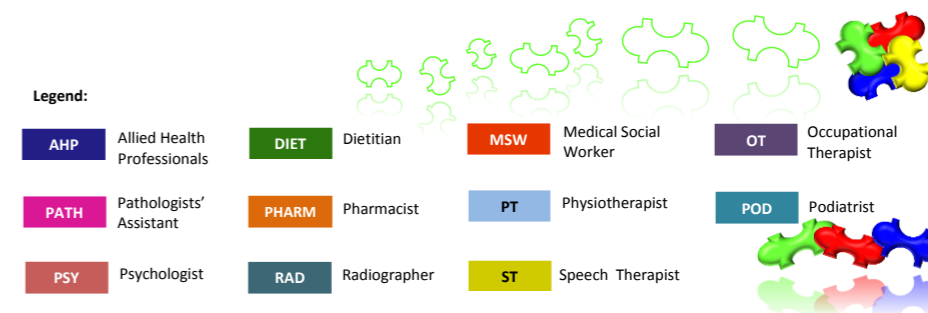 Legend:
AHP Allied Health
Professionals
DIET Dietitian
MSW Medical Social
Worker
OT Occupational
Therapist
PATH Pathologists’
Assistant
PHARM Pharmacist
PT Physiotherapist
POD Podiatrist
PSY Psychologist
RAD Radiographer
ST Speech Therapist